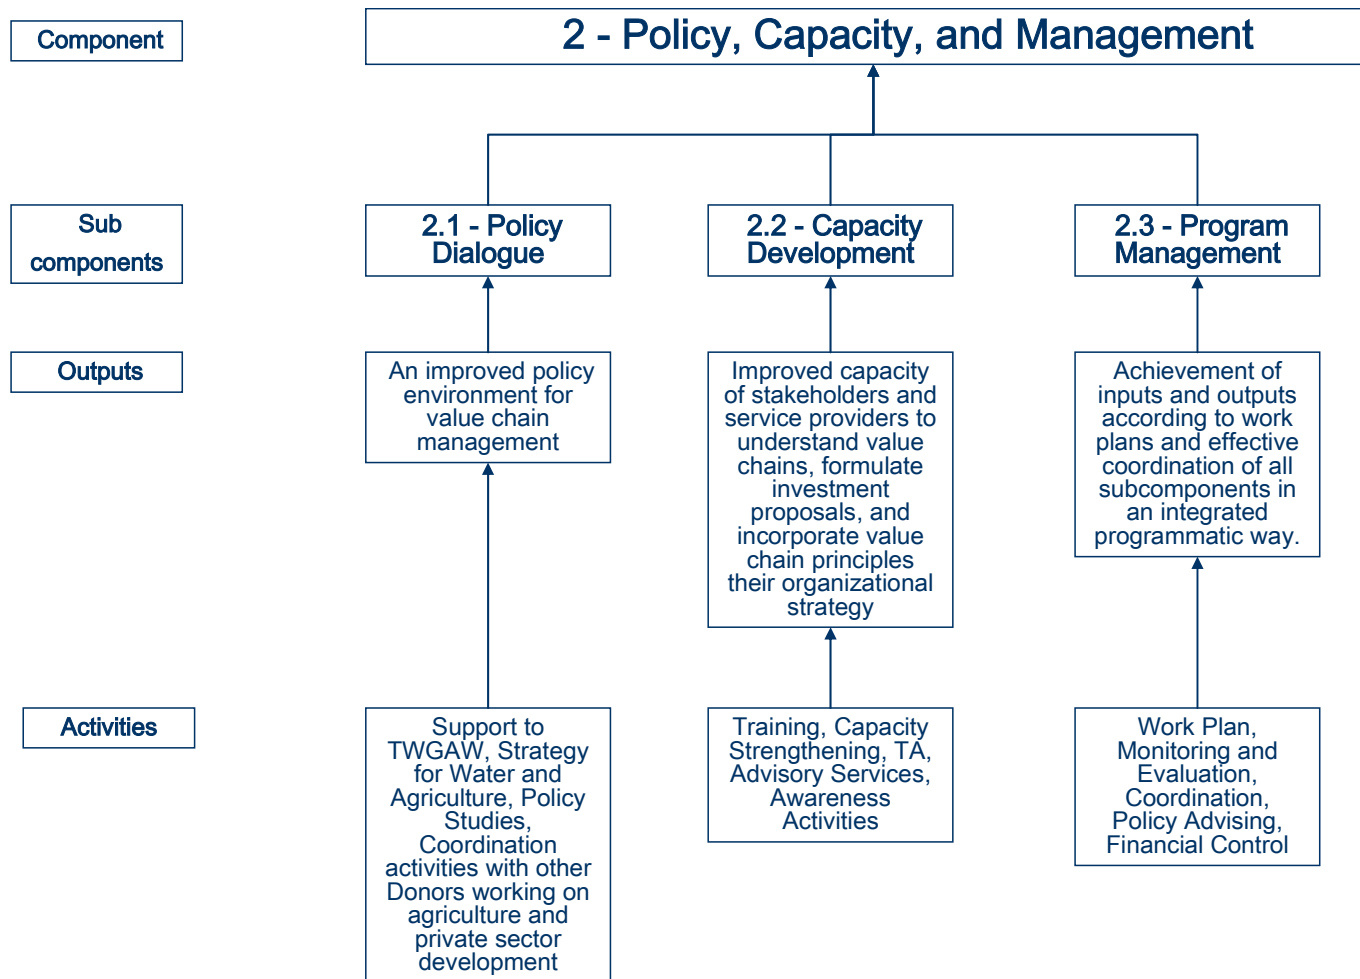 Component
2 - Policy, Capacity, and Management
Sub
components
2.1 - Policy
Dialogue
2.2 - Capacity
Development
2.3 - Program
Management
Outputs
An improved policy
environment for
value chain
management
Improved capacity
of stakeholders and
service providers to
understand value
chains, formulate
investment
proposals, and
incorporate value
chain principles
their organizational
strategy
Achievement of
inputs and outputs
according to work
plans and effective
coordination of all
subcomponents in
an integrated
programmatic way.
Activities
Support to
TWGAW, Strategy
for Water and
Agriculture, Policy
Studies,
Coordination
activities with other
Donors working on
agriculture and
private sector
development
Training, Capacity
Strengthening, TA,
Advisory Services,
Awareness
Activities
Work Plan,
Monitoring and
Evaluation,
Coordination,
Policy Advising,
Financial Control